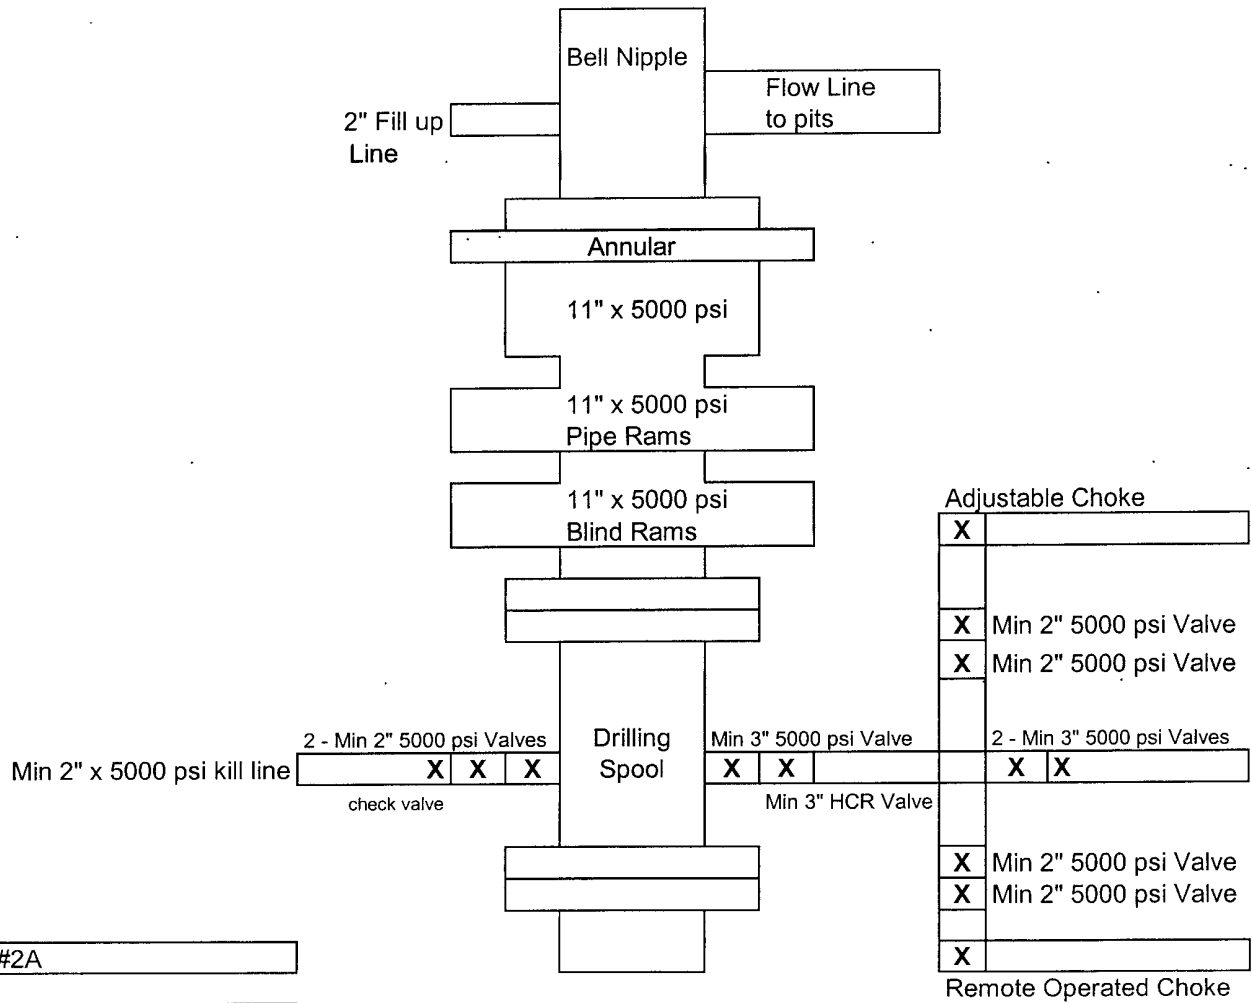 Bell Nipple
Flow Line
to pits
2" Fill up
Line
Annular
11" x 5000 psi
11" x 5000 psi
Pipe Rams
11" x 5000 psi
Blind Rams
Adjustable Choke
X
X Min 2" 5000 psi Valve
X Min 2" 5000 psi Valve
2 - Min 2" 5000 psi Valves
Drilling
Spool
Min 3" 5000 psi Valve
2 - Min 3" 5000 psi Valves
Min 2" x 5000 psi kill line
X X X
X X
X X
check valve
Min 3" HCR Valve
X Min 2" 5000 psi Valve
X Min 2" 5000 psi Valve
#2A
X
Remote Operated Choke